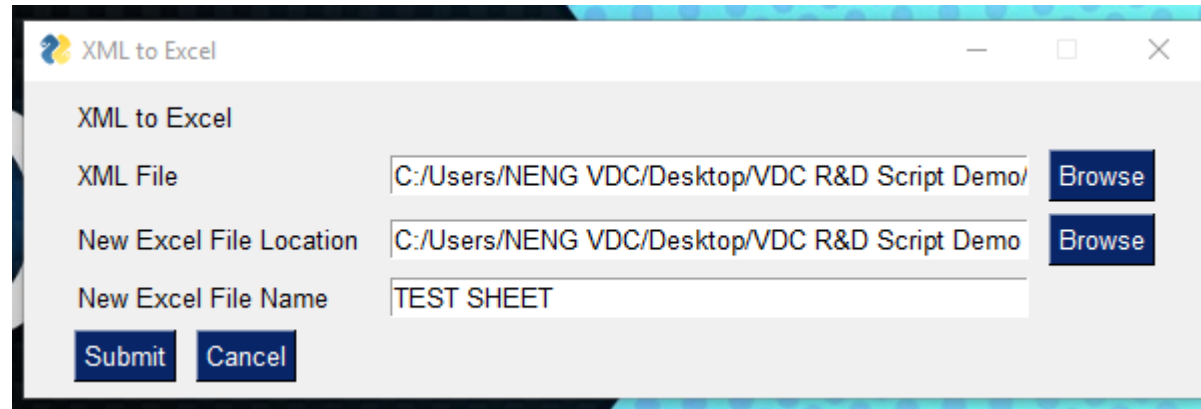 XML to Excel
XML to Excel
XML File C:/Users/NENG VDC/Desktop/VDC R&D Script Demo/ Browse
New Excel File Location C:/Users/NENG VDC/Desktop/VDC R&D Script Demo Browse
New Excel File Name TEST SHEET
Submit Cancel